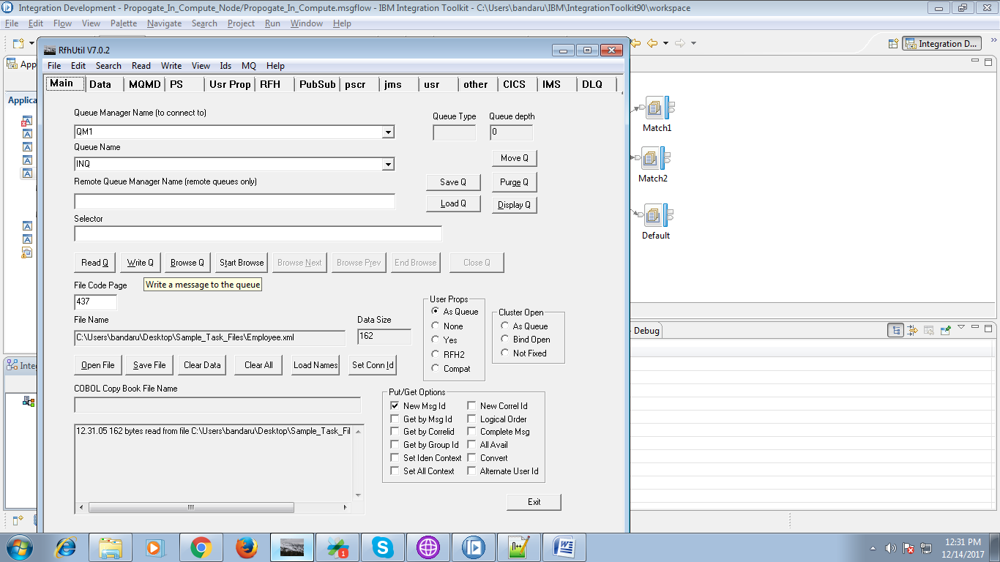 Integration Development - Propogate_In_Compute_Node/Propogate_In_Compute.msgflow - IBM Integration Toolkit - C:\Users\bandaru\IBM\IntegrationToolkit90\workspace
File Edit Flow View Palette Navigate Search Project Run Window Help
Integration D...
App
Applica
Integ
RfhUtil V7.0.2
File Edit Search Read Write View Ids MQ Help
Main Data MQMD PS Usr Prop RFH PubSub pscr jms usr other CICS IMS DLQ
Queue Manager Name (to connect to)
Queue Type Queue depth
QM1
0
Queue Name
INQ
Move Q
Remote Queue Manager Name (remote queues only)
Save Q Purge Q
Load Q Display Q
Selector
Read Q Write Q Browse Q Start Browse Browse Next Browse Prev End Browse Close Q
Write a message to the queue
File Code Page
437
File Name
Data Size
C:\Users\bandaru\Desktop\Sample_Task_Files\Employee.xml
162
Open File Save File Clear Data Clear All Load Names Set Conn Id
User Props
As Queue
None
Yes
RFH2
Compat
Cluster Open
As Queue
Bind Open
Not Fixed
COBOL Copy Book File Name
12.31.05 162 bytes read from file C:\Users\bandaru\Desktop\Sample_Task_Fil
Put/Get Options
New Msg Id New Correl Id
Get by Msg Id Logical Order
Get by Correlid Complete Msg
Get by Group Id All Avail
Set Iden Context Convert
Set All Context Alternate User Id
Exit
Match1
Match2
Default
Debug
1
12:31 PM
12/14/2017